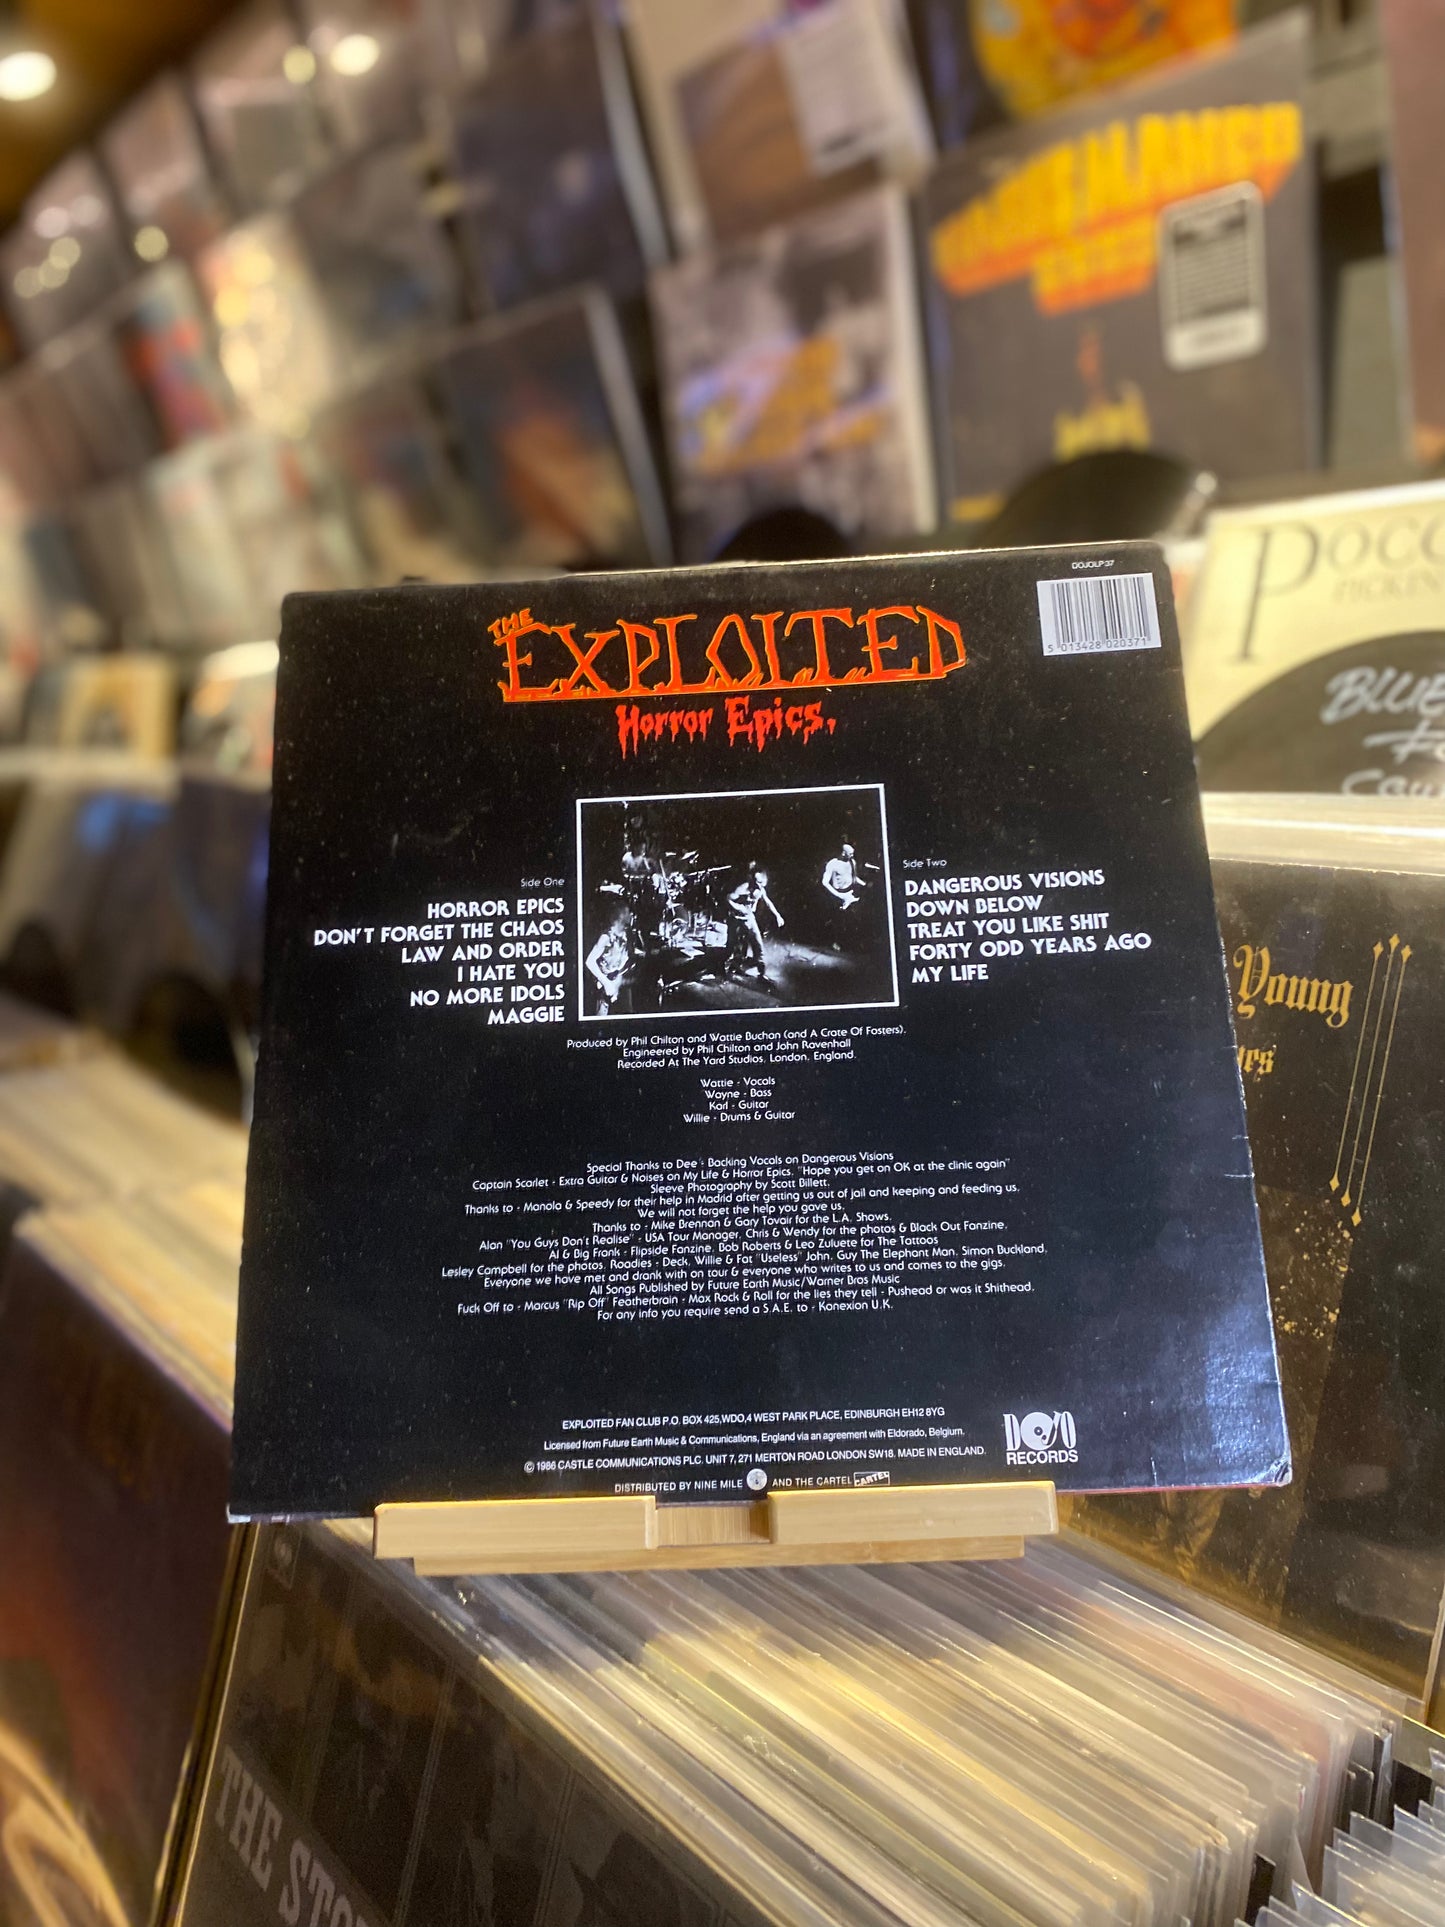 DOJOLP 37
5 013428 020371
THE
EXPLOITED
Horror Epics.
Side One
HORROR EPICS
DON'T FORGET THE CHAOS
LAW AND ORDER
I HATE YOU
NO MORE IDOLS
MAGGIE
Side Two
DANGEROUS VISIONS
DOWN BELOW
TREAT YOU LIKE SHIT
FORTY ODD YEARS AGO
MY LIFE
Produced by Phil Chilton and Wattie Buchan (and A Crate Of Fosters).
Engineered by Phil Chilton and John Ravenhall
Recorded At The Yard Studios, London, England.
Wattie - Vocals
Wayne - Bass
Karl - Guitar
Willie - Drums & Guitar
Special Thanks to Dee - Backing Vocals on Dangerous Visions
Captain Scarlet - Extra Guitar & Noises on My Life & Horror Epics. "Hope you get on OK at the clinic again"
Sleeve Photography by Scott Billett.
Thanks to - Manola & Speedy for their help in Madrid after getting us out of jail and keeping and feeding us.
We will not forget the help you gave us.
Thanks to - Mike Brennan & Gary Tovair for the L.A. Shows.
Alan "You Guys Don't Realise" - USA Tour Manager, Chris & Wendy for the photos & Black Out Fanzine.
Al & Big Frank - Flipside Fanzine. Bob Roberts & Leo Zuluete for The Tattoos
Lesley Campbell for the photos. Roadies - Deck, Willie & Fat "Useless" John, Guy The Elephant Man, Simon Buckland,
Everyone we have met and drank with on tour & everyone who writes to us and comes to the gigs.
All Songs Published by Future Earth Music/Warner Bros Music
Fuck Off to - Marcus "Rip Off" Featherbrain - Max Rock & Roll for the lies they tell - Pushead or was it Shithead.
For any info you require send a S.A.E. to - Konexion U.K.
EXPLOITED FAN CLUB P.O. BOX 425, WDO, 4 WEST PARK PLACE, EDINBURGH EH12 8YG
Licensed from Future Earth Music & Communications, England via an agreement with Eldorado, Belgium.
© 1986 CASTLE COMMUNICATIONS PLC. UNIT 7, 271 MERTON ROAD LONDON SW18. MADE IN ENGLAND.
DOJO
RECORDS
DISTRIBUTED BY NINE MILE AND THE CARTEL CARTEL
Young
THE